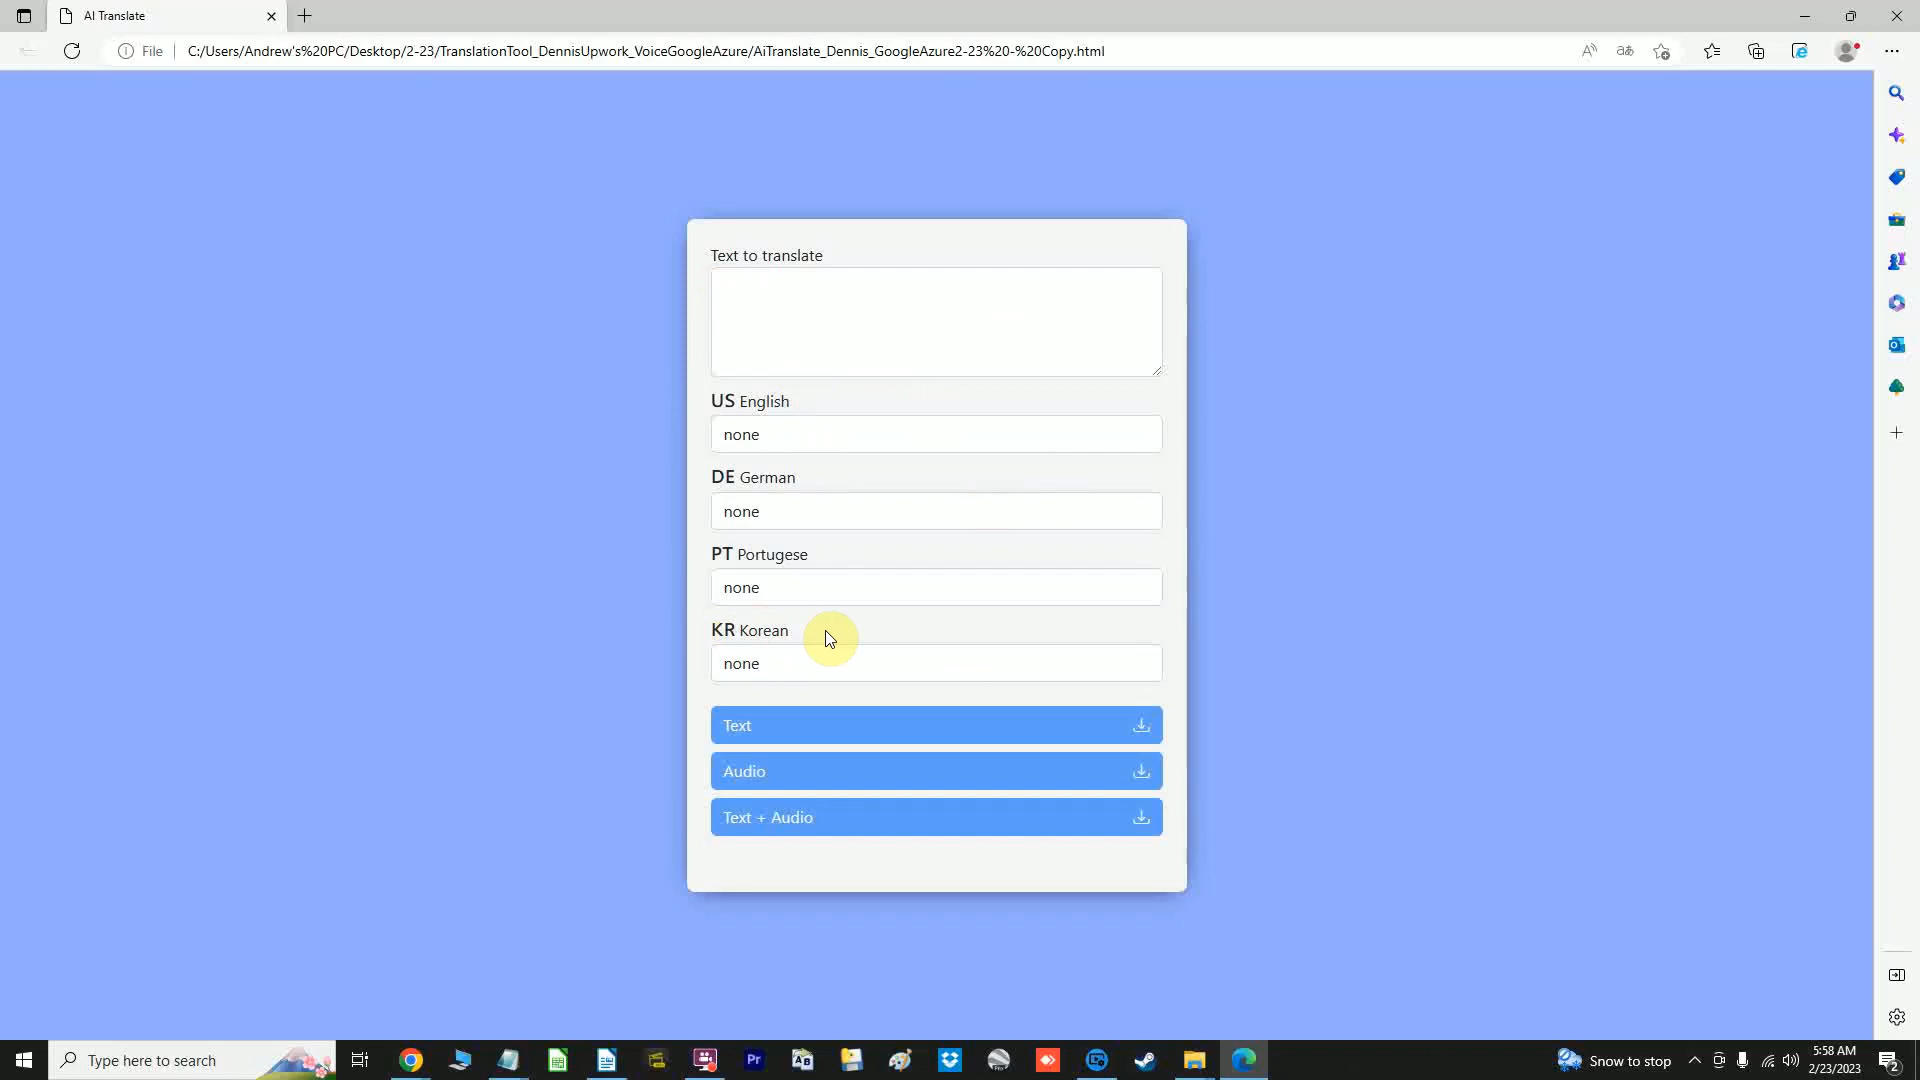 AI Translate
File
C:/Users/Andrew's%20PC/Desktop/2-23/TranslationTool_DennisUpwork_VoiceGoogleAzure/AiTranslate_Dennis_GoogleAzure2-23%20-%20Copy.html
Text to translate
US English
none
DE German
none
PT Portugese
none
KR Korean
none
Text
Audio
Text + Audio
Type here to search
Pr
Snow to stop
5:58 AM
2/23/2023
2